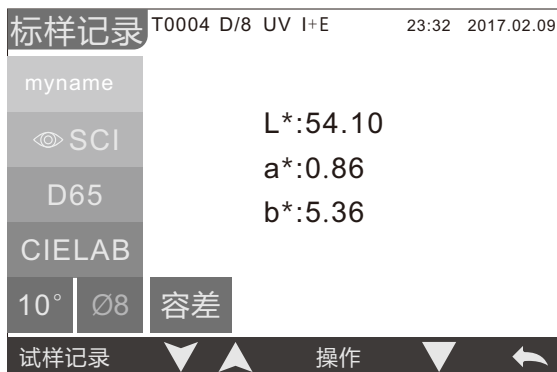 标样记录 T0004 D/8 UV I+E 23:32 2017.02.09
myname
SCI
D65
CIELAB
10° Ø8 容差
L*:54.10
a*:0.86
b*:5.36
试样记录 操作